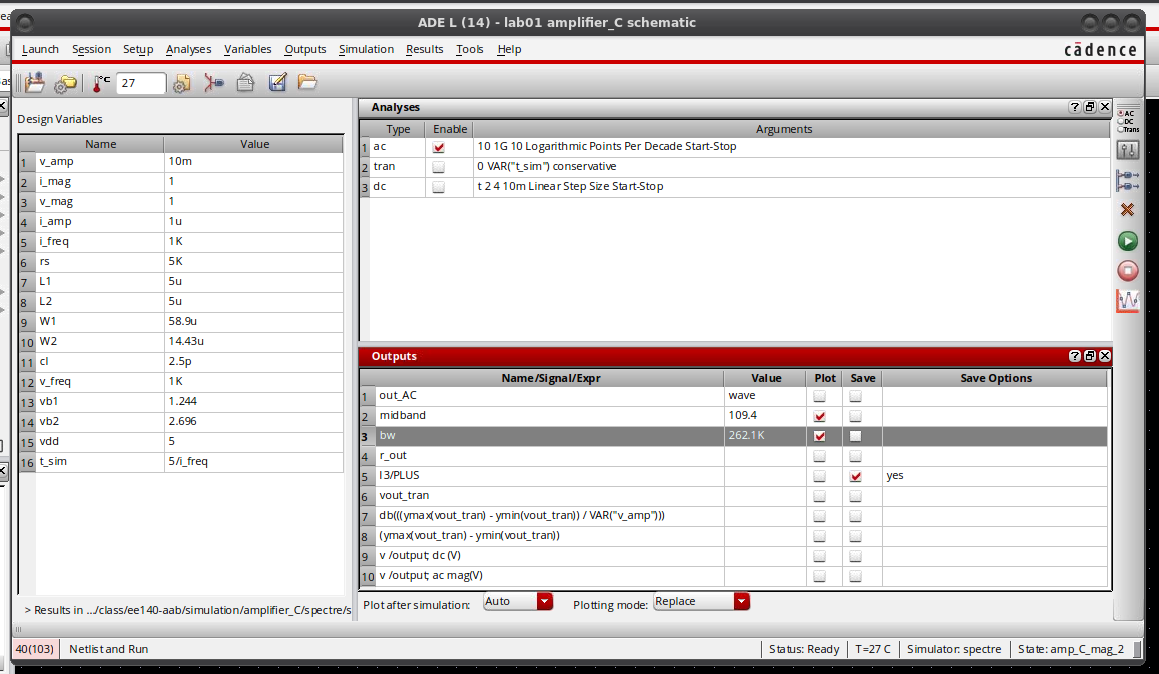 ADE L (14) - lab01 amplifier_C schematic
Launch Session Setup Analyses Variables Outputs Simulation Results Tools Help
cādence
°C 27
Design Variables
Name Value
1 v_amp 10m
2 i_mag 1
3 v_mag 1
4 i_amp 1u
5 i_freq 1K
6 rs 5K
7 L1 5u
8 L2 5u
9 W1 58.9u
10 W2 14.43u
11 cl 2.5p
12 v_freq 1K
13 vb1 1.244
14 vb2 2.696
15 vdd 5
16 t_sim 5/i_freq
> Results in .../class/ee140-aab/simulation/amplifier_C/spectre/s
Analyses
Type Enable Arguments
1 ac 10 1G 10 Logarithmic Points Per Decade Start-Stop
2 tran 0 VAR("t_sim") conservative
3 dc t 2 4 10m Linear Step Size Start-Stop
AC
DC
Trans
Outputs
Name/Signal/Expr Value Plot Save Save Options
1 out_AC wave
2 midband 109.4
3 bw 262.1K
4 r_out
5 I3/PLUS yes
6 vout_tran
7 db(((ymax(vout_tran) - ymin(vout_tran)) / VAR("v_amp")))
8 (ymax(vout_tran) - ymin(vout_tran))
9 v /output; dc (V)
10 v /output; ac mag(V)
Plot after simulation: Auto Plotting mode: Replace
40(103) Netlist and Run Status: Ready T=27 C Simulator: spectre State: amp_C_mag_2